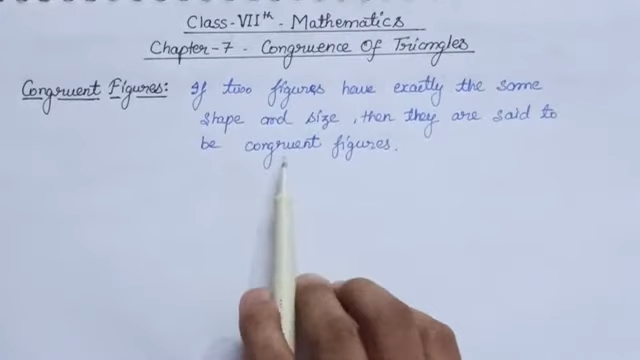 Class-VIIth - Mathematics
Chapter-7 - Congruence Of Triangles
Congruent Figures: If two figures have exactly the same
shape and size, then they are said to
be congruent figures.